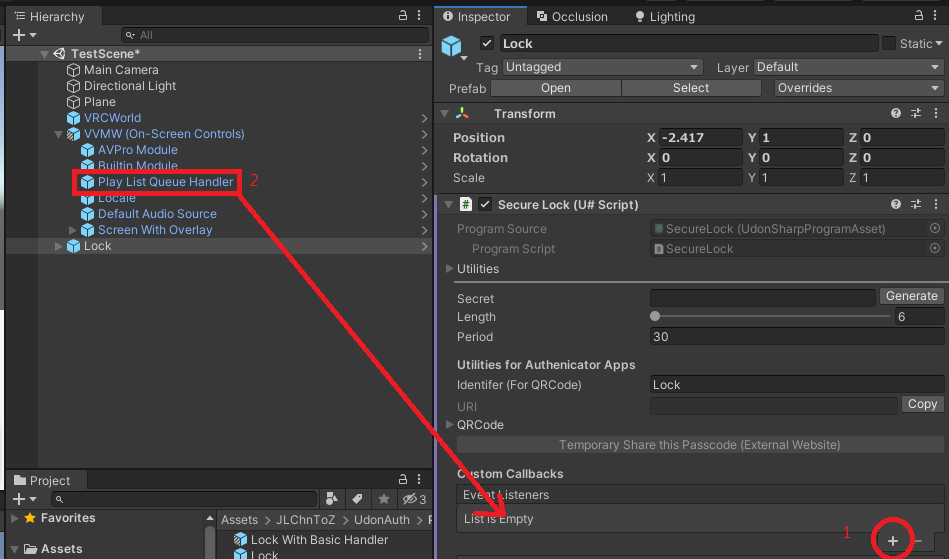 Hierarchy
All
TestScene*
Main Camera
Directional Light
Plane
VRCWorld
VVMW (On-Screen Controls)
AVPro Module
Builtin Module
Play List Queue Handler
2
Locale
Default Audio Source
Screen With Overlay
Lock
Project
3
Favorites
Assets
Assets > JLChnToZ > UdonAuth >
Lock With Basic Handler
Lock
Inspector
Occlusion
Lighting
Lock
Static
Tag Untagged
Layer Default
Prefab Open Select Overrides
Transform
Position X -2.417 Y 1 Z 0
Rotation X 0 Y 0 Z 0
Scale X 1 Y 1 Z 1
# Secure Lock (U# Script)
Program Source SecureLock (UdonSharpProgramAsset)
Program Script SecureLock
Utilities
Secret Generate
Length 6
Period 30
Utilities for Authenicator Apps
Identifer (For QRCode) Lock
URI Copy
QRCode
Temporary Share this Passcode (External Website)
Custom Callbacks
Event Listeners
List is Empty
1 + −